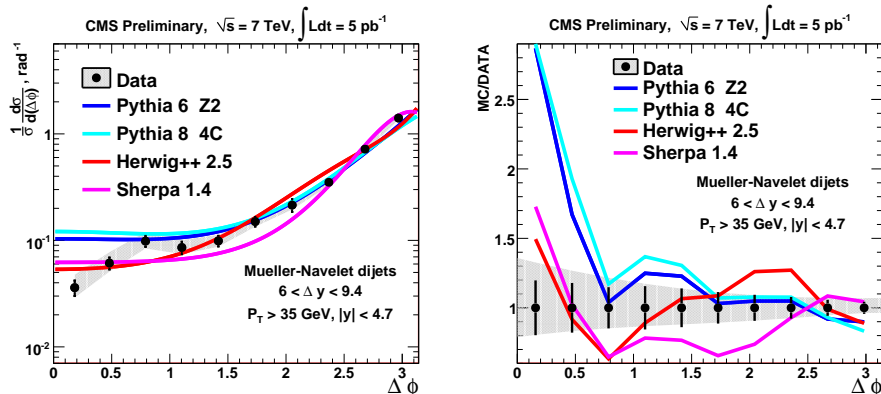 CMS Preliminary, √s = 7 TeV, ∫Ldt = 5 pb⁻¹
1/σ dσ/d(Δϕ) , rad⁻¹
Data
Pythia 6 Z2
Pythia 8 4C
Herwig++ 2.5
Sherpa 1.4
Mueller-Navelet dijets
6 < Δ y < 9.4
P_T > 35 GeV, |y| < 4.7
1
10⁻¹
10⁻²
0 0.5 1 1.5 2 2.5 3
Δ ϕ
CMS Preliminary, √s = 7 TeV, ∫Ldt = 5 pb⁻¹
MC/DATA
Data
Pythia 6 Z2
Pythia 8 4C
Herwig++ 2.5
Sherpa 1.4
Mueller-Navelet dijets
6 < Δ y < 9.4
P_T > 35 GeV, |y| < 4.7
2.5
2
1.5
1
0 0.5 1 1.5 2 2.5 3
Δ ϕ